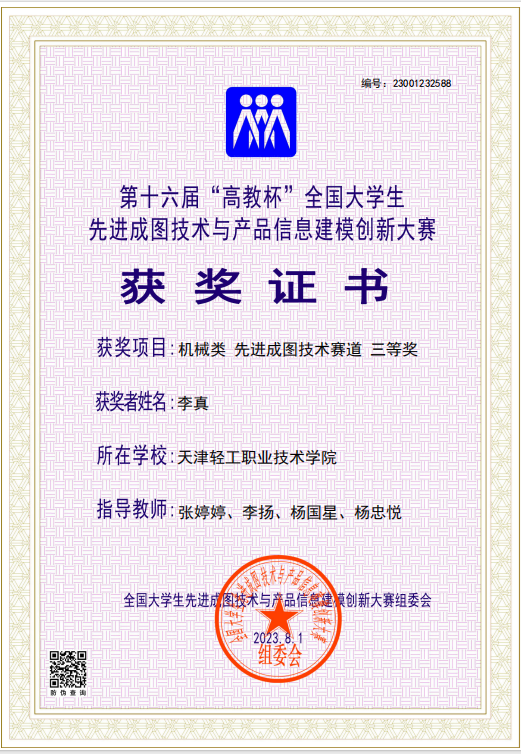 编号：23001232588
第十六届“高教杯”全国大学生
先进成图技术与产品信息建模创新大赛
获奖证书
获奖项目:机械类 先进成图技术赛道 三等奖
获奖者姓名:李真
所在学校:天津轻工职业技术学院
指导教师:张婷婷、李扬、杨国星、杨忠悦
全国大学生先进成图技术与产品信息建模创新大赛组委会
2023.8.1
组委会
防伪查询